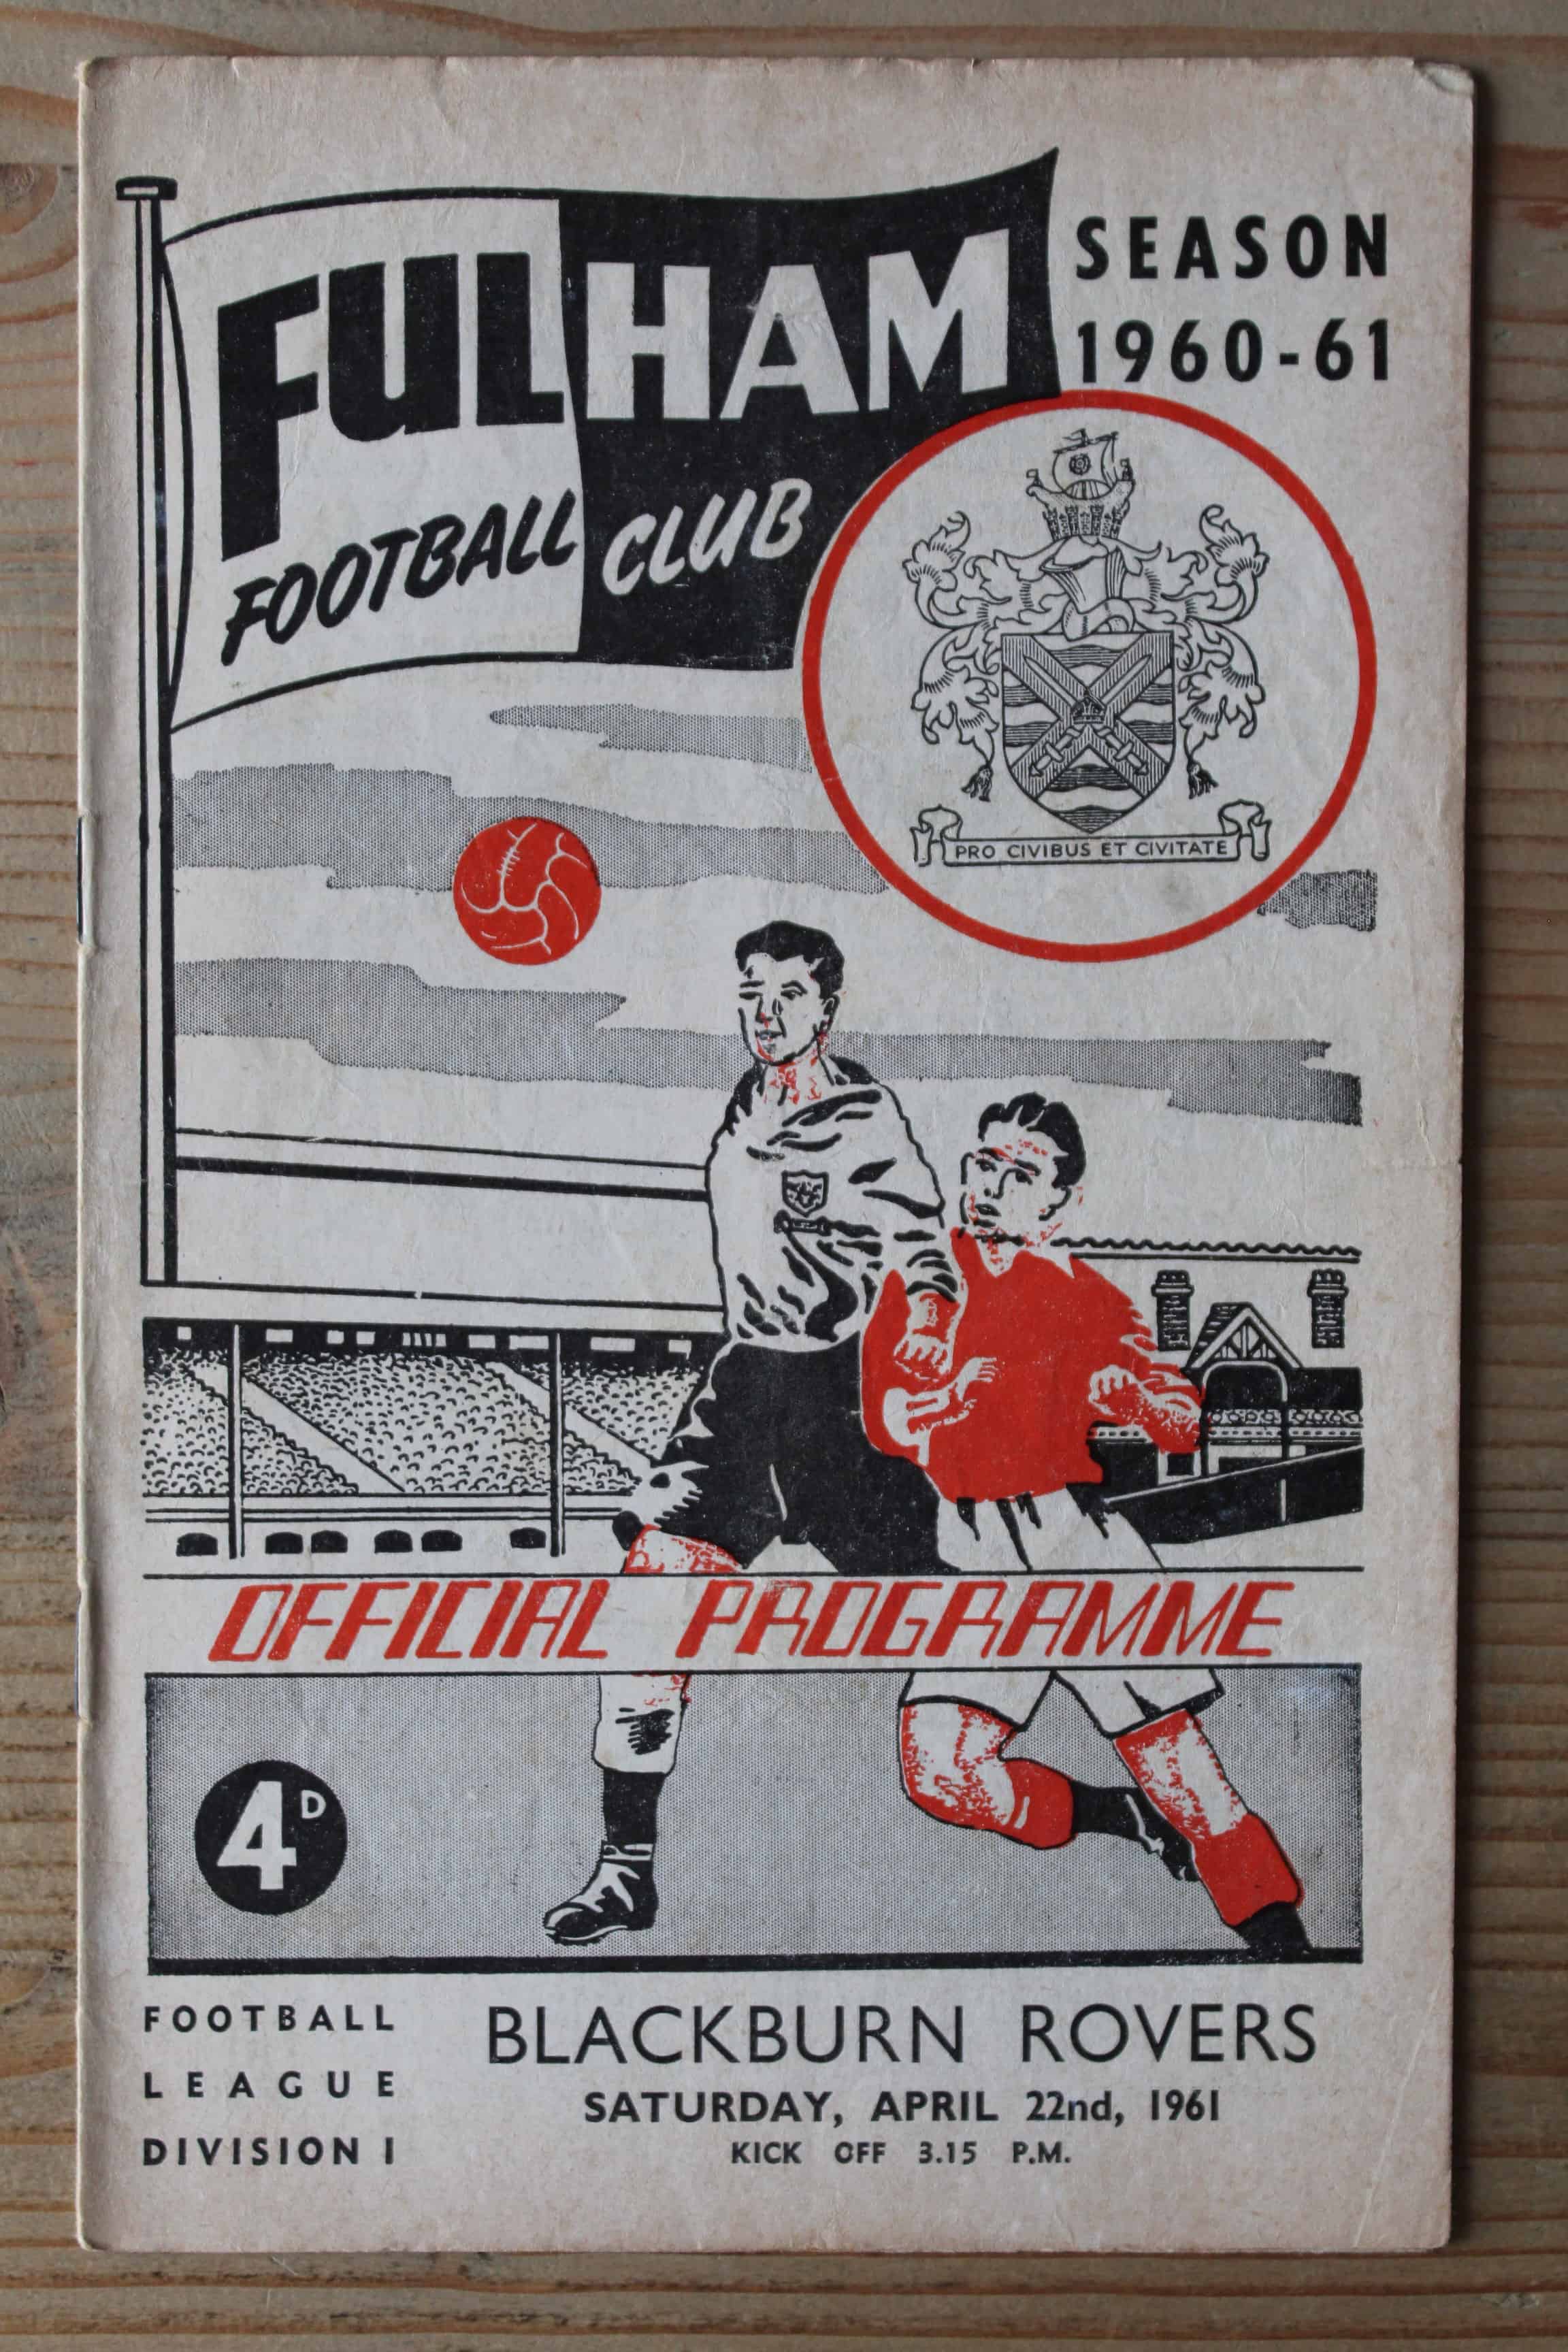 FULHAM
FOOTBALL CLUB
SEASON
1960-61
PRO CIVIBUS ET CIVITATE
OFFICIAL PROGRAMME
4D
FOOTBALL
LEAGUE
DIVISION I
BLACKBURN ROVERS
SATURDAY, APRIL 22nd, 1961
KICK OFF 3.15 P.M.